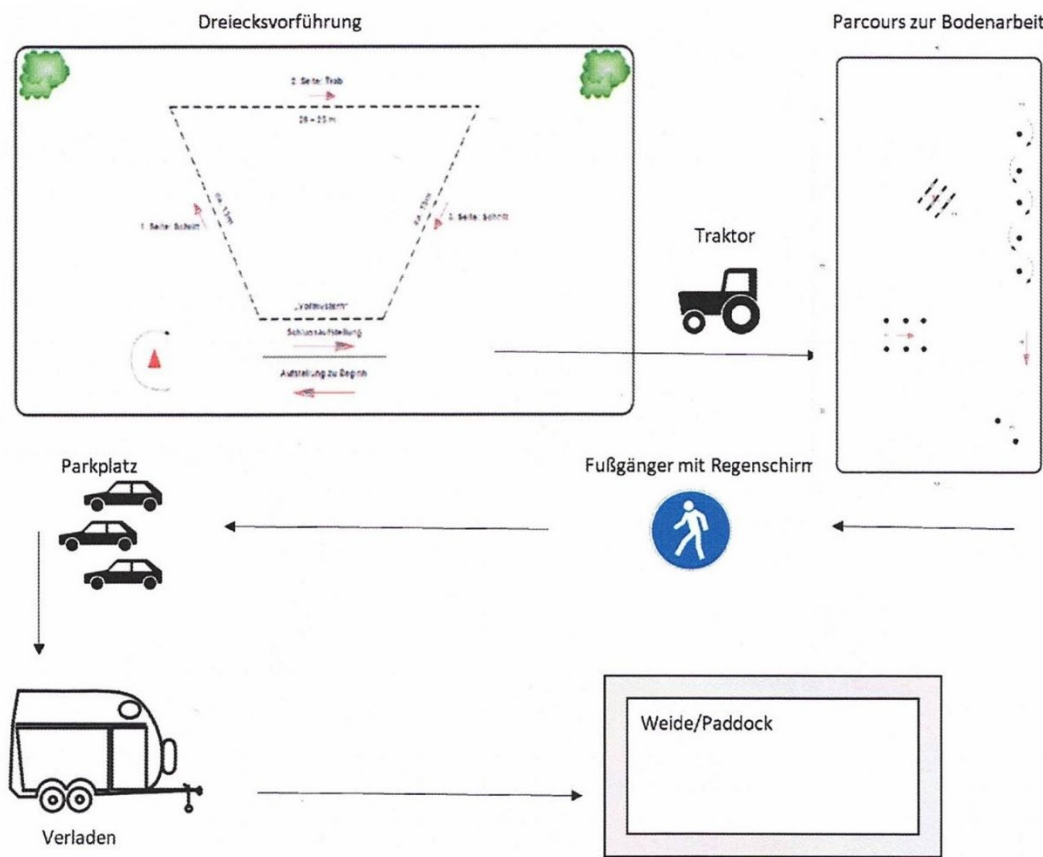 Dreiecksvorführung
Parcours zur Bodenarbeit
2. Seite: Trab
1. Seite: Schritt
3. Seite: Schritt
Traktor
Schlussaufstellung
Aufstellung zu Beginn
Parkplatz
Fußgänger mit Regenschirm
Weide/Paddock
Verladen